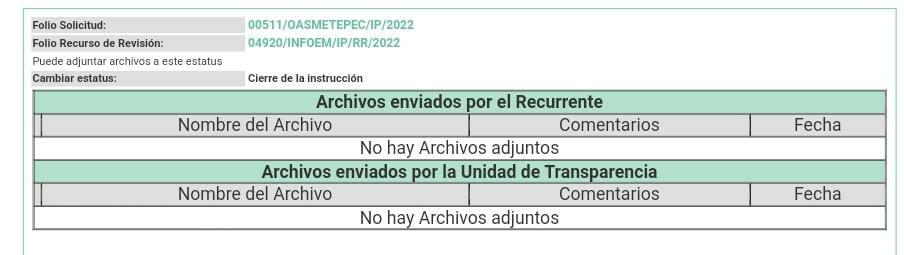 Folio Solicitud: 00511/OASMETEPEC/IP/2022
Folio Recurso de Revisión: 04920/INFOEM/IP/RR/2022
Puede adjuntar archivos a este estatus
Cambiar estatus: Cierre de la instrucción
Archivos enviados por el Recurrente
Nombre del Archivo Comentarios Fecha
No hay Archivos adjuntos
Archivos enviados por la Unidad de Transparencia
Nombre del Archivo Comentarios Fecha
No hay Archivos adjuntos